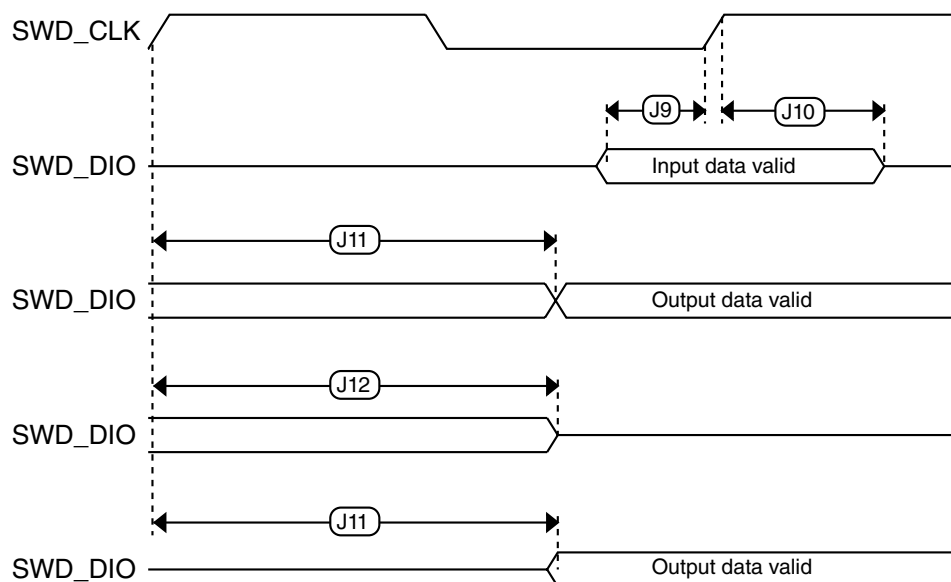 SWD_CLK
J9
J10
SWD_DIO
Input data valid
J11
SWD_DIO
Output data valid
J12
SWD_DIO
J11
SWD_DIO
Output data valid